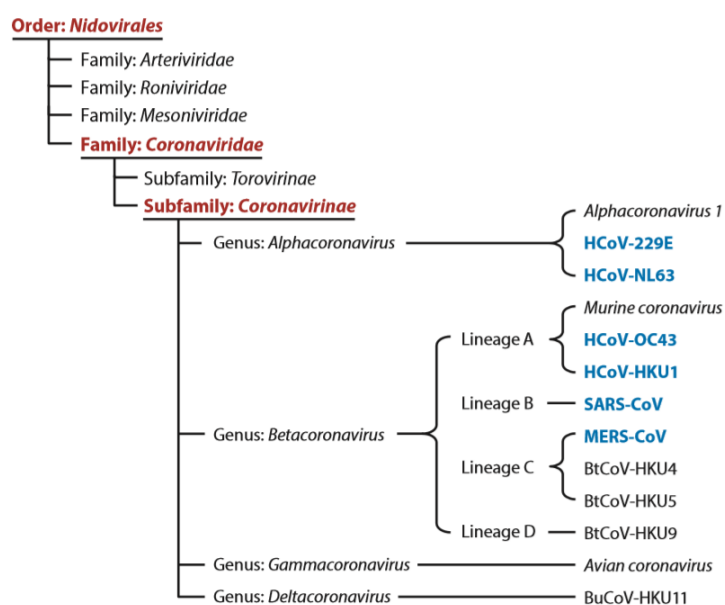 Order: Nidovirales
Family: Arteriviridae
Family: Roniviridae
Family: Mesoniviridae
Family: Coronaviridae
Subfamily: Torovirinae
Subfamily: Coronavirinae
Genus: Alphacoronavirus
Alphacoronavirus 1
HCoV-229E
HCoV-NL63
Genus: Betacoronavirus
Lineage A
Murine coronavirus
HCoV-OC43
HCoV-HKU1
Lineage B
SARS-CoV
Lineage C
MERS-CoV
BtCoV-HKU4
BtCoV-HKU5
Lineage D
BtCoV-HKU9
Genus: Gammacoronavirus
Avian coronavirus
Genus: Deltacoronavirus
BuCoV-HKU11